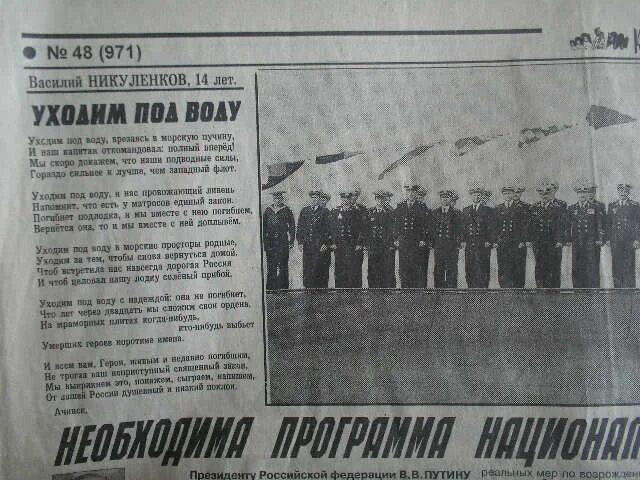 № 48 (971)
Василий НИКУЛЕНКОВ, 14 лет.
УХОДИМ ПОД ВОДУ
Уходим под воду, врезаясь в морскую пучину,
И наш капитан откомандовал: полный вперёд!
Мы скоро докажем, что наши подводные силы,
Гораздо сильнее и лучше, чем западный флот.
Уходим под воду, и нас провожающий ливень
Напомнит, что есть у матросов единый закон.
Погибнет подлодка, и мы вместе с нею погибнем,
Вернётся она, то и мы вместе с ней доплывём.
Уходим под воду в морские просторы родные,
Уходим за тем, чтобы снова вернуться домой.
Чтоб встретила нас навсегда дорогая Россия
И чтоб целовал нашу лодку солёный прибой.
Уходим под воду с надеждой: она не погибнет,
Что лет через двадцать мы сложим свои ордена.
На мраморных плитах когда-нибудь,
кто-нибудь выбьет
Умерших героев короткие имена.
И всем вам, Герои, живым и недавно погибшим,
Не трогая ваш неприступный священный закон,
Мы выкрикнем это, покажем, сыграем, напишем,
От нашей России душевный и низкий поклон.
Ачинск.
НЕОБХОДИМА ПРОГРАММА НАЦИОНАЛ
Президенту Российской федерации В.В. ПУТИНУ
реальных мер по возрожден